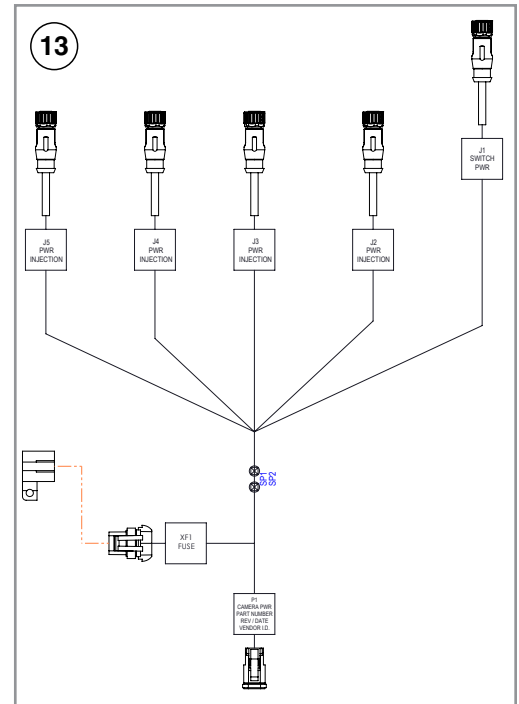 13
J1
SWITCH
PWR
J5
PWR
INJECTION
J4
PWR
INJECTION
J3
PWR
INJECTION
J2
PWR
INJECTION
SP1
SP2
XF1
FUSE
P1
CAMERA PWR
PART NUMBER
REV / DATE
VENDOR I.D.